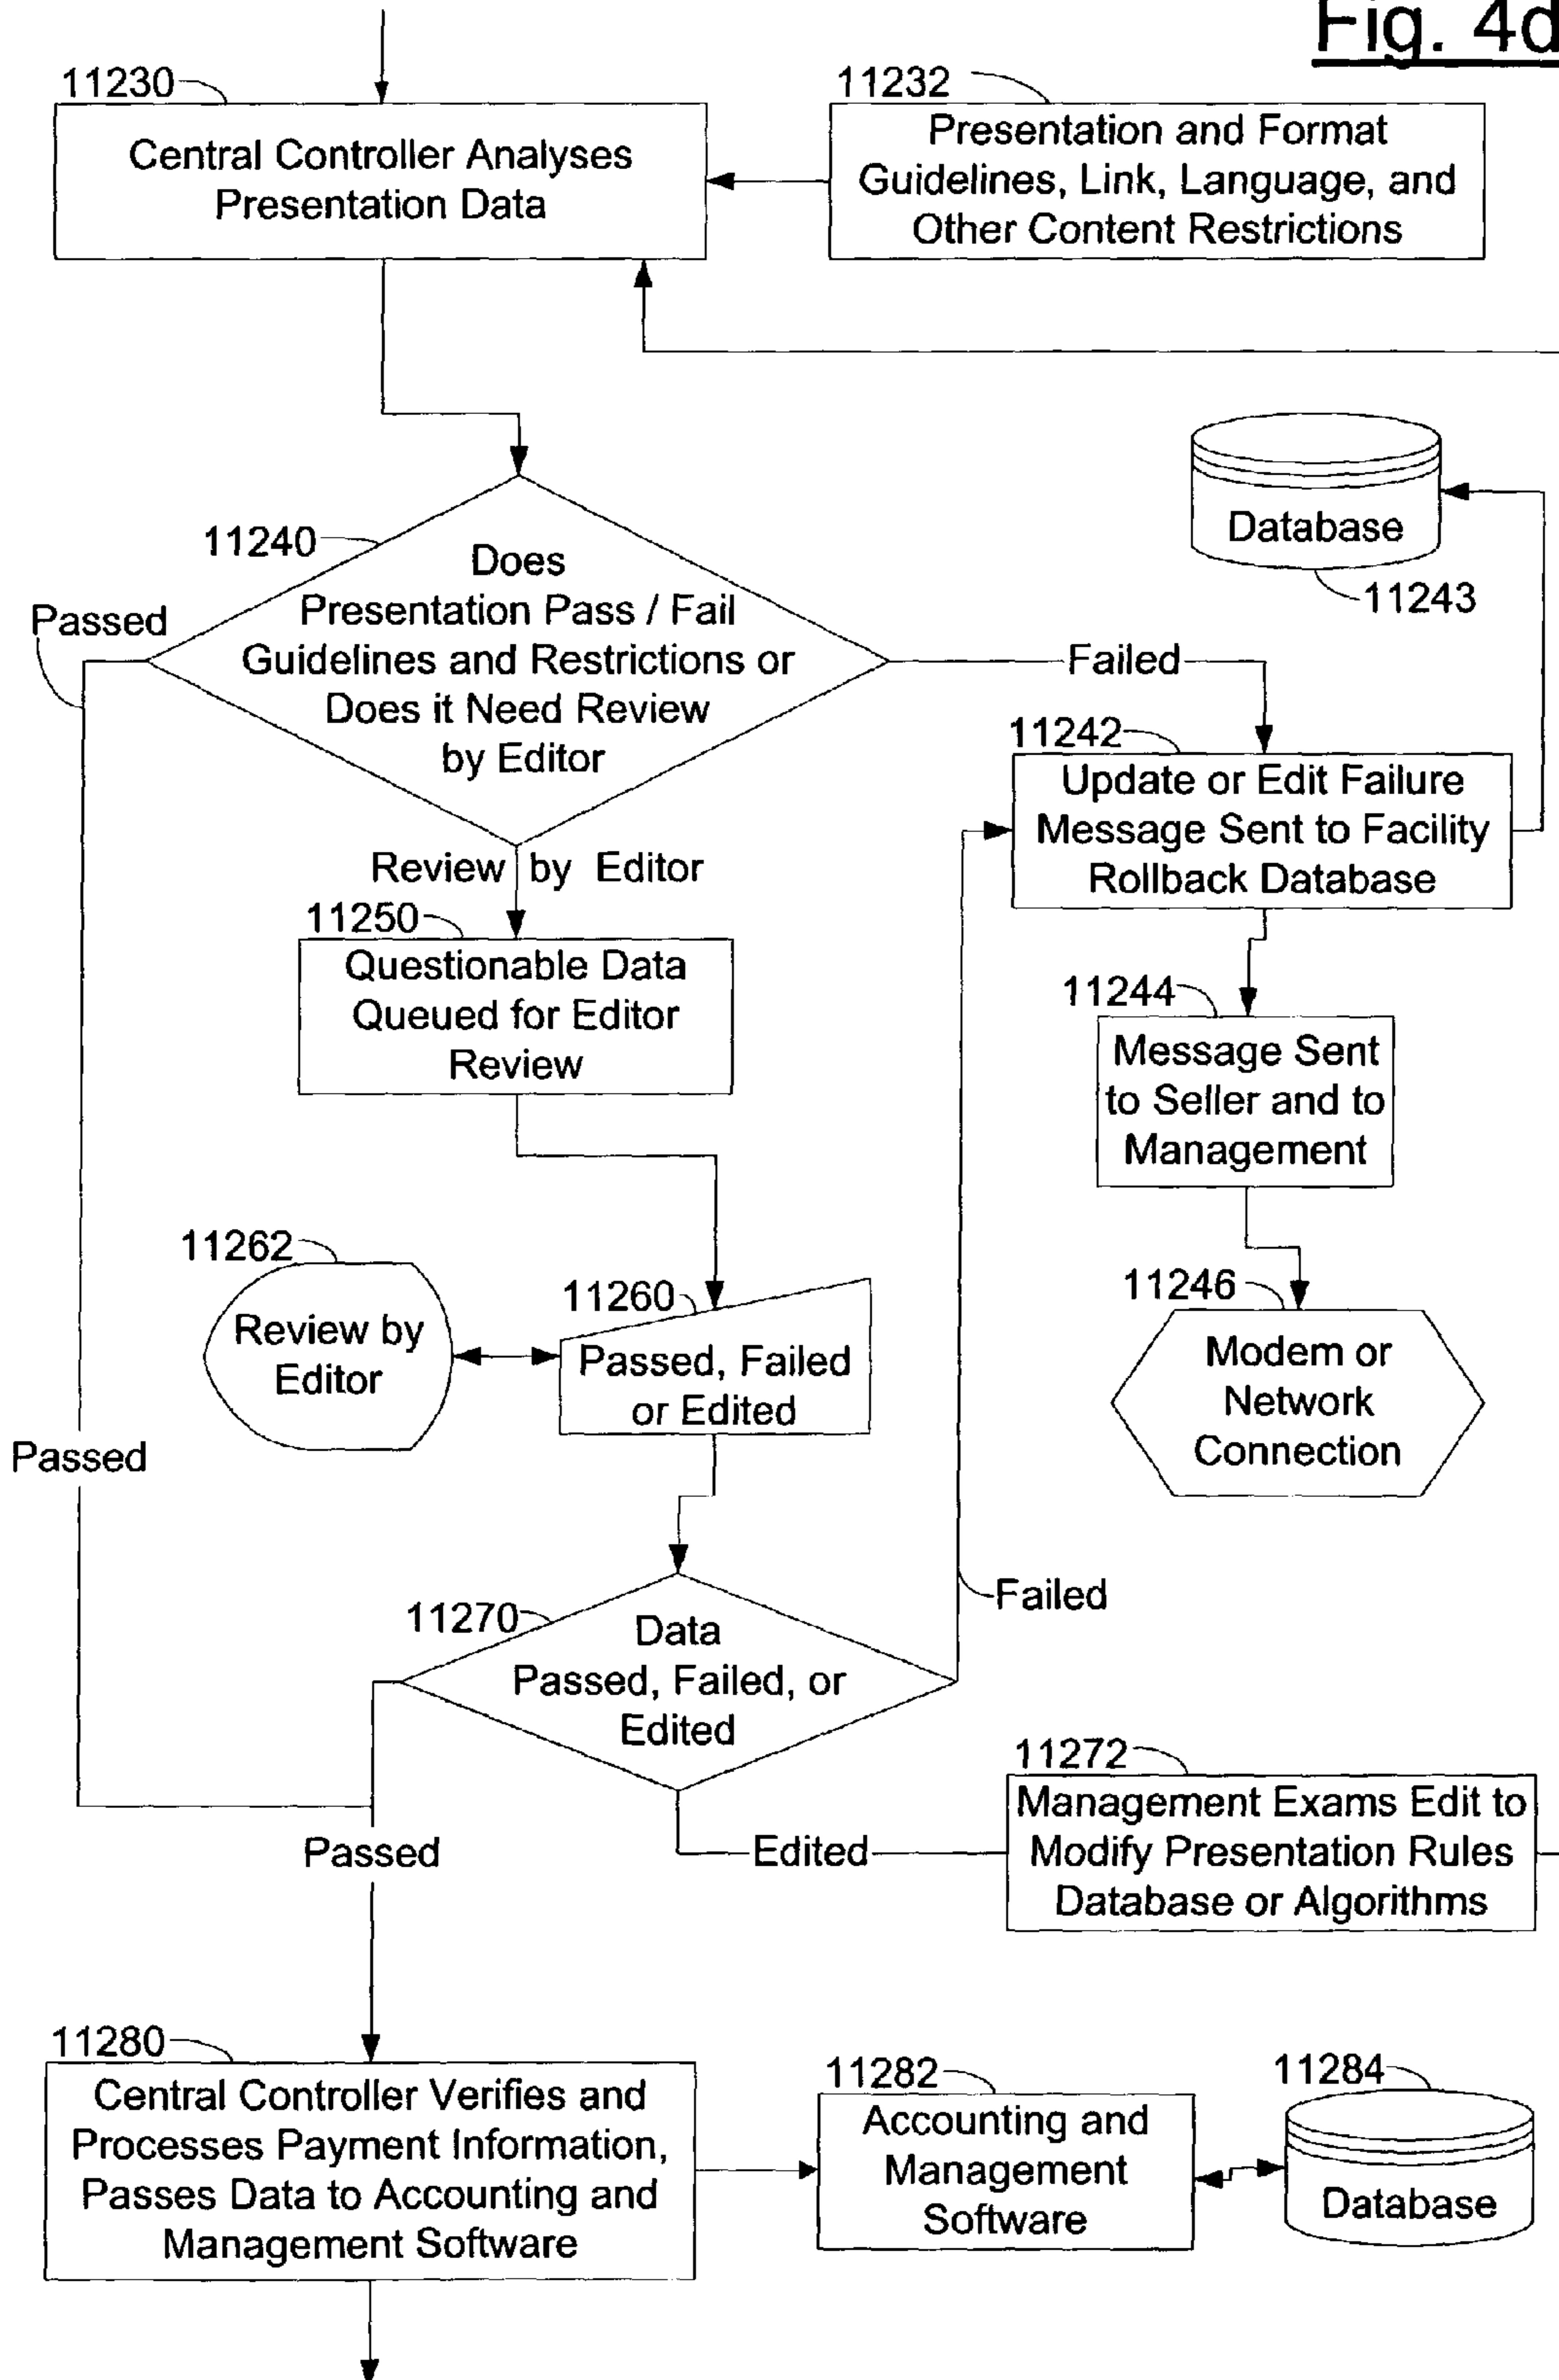 Fig. 4d
11230
Central Controller Analyses
Presentation Data
11232
Presentation and Format
Guidelines, Link, Language, and
Other Content Restrictions
11240
Does
Presentation Pass / Fail
Guidelines and Restrictions or
Does it Need Review
by Editor
Passed
Failed
Database
11243
11242
Update or Edit Failure
Message Sent to Facility
Rollback Database
Review by Editor
11250
Questionable Data
Queued for Editor
Review
11244
Message Sent
to Seller and to
Management
11262
Review by
Editor
11260
Passed, Failed
or Edited
11246
Modem or
Network
Connection
Passed
Failed
11270
Data
Passed, Failed, or
Edited
Passed
Edited
11272
Management Exams Edit to
Modify Presentation Rules
Database or Algorithms
11280
Central Controller Verifies and
Processes Payment Information,
Passes Data to Accounting and
Management Software
11282
Accounting and
Management
Software
11284
Database